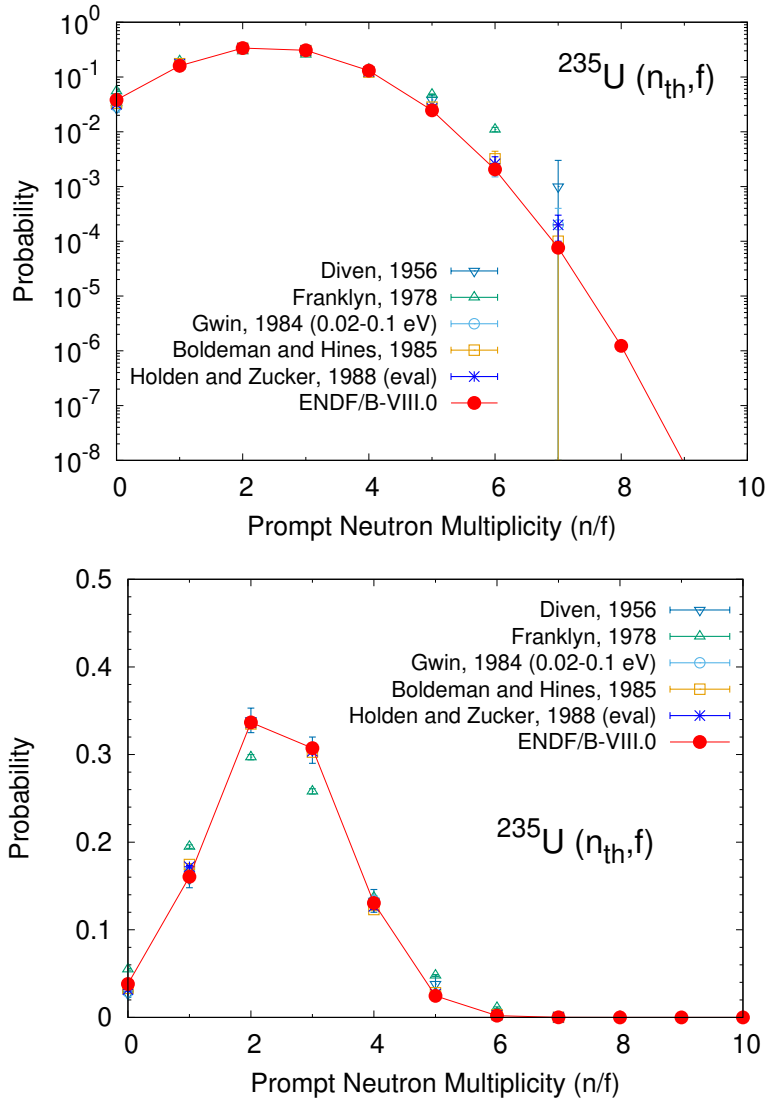 10⁰
10⁻¹
10⁻²
10⁻³
10⁻⁴
10⁻⁵
10⁻⁶
10⁻⁷
10⁻⁸
Probability
²³⁵U (nₜₕ,f)
Diven, 1956
Franklyn, 1978
Gwin, 1984 (0.02-0.1 eV)
Boldeman and Hines, 1985
Holden and Zucker, 1988 (eval)
ENDF/B-VIII.0
0 2 4 6 8 10
Prompt Neutron Multiplicity (n/f)
0.5
0.4
0.3
0.2
0.1
0
Probability
Diven, 1956
Franklyn, 1978
Gwin, 1984 (0.02-0.1 eV)
Boldeman and Hines, 1985
Holden and Zucker, 1988 (eval)
ENDF/B-VIII.0
²³⁵U (nₜₕ,f)
0 2 4 6 8 10
Prompt Neutron Multiplicity (n/f)